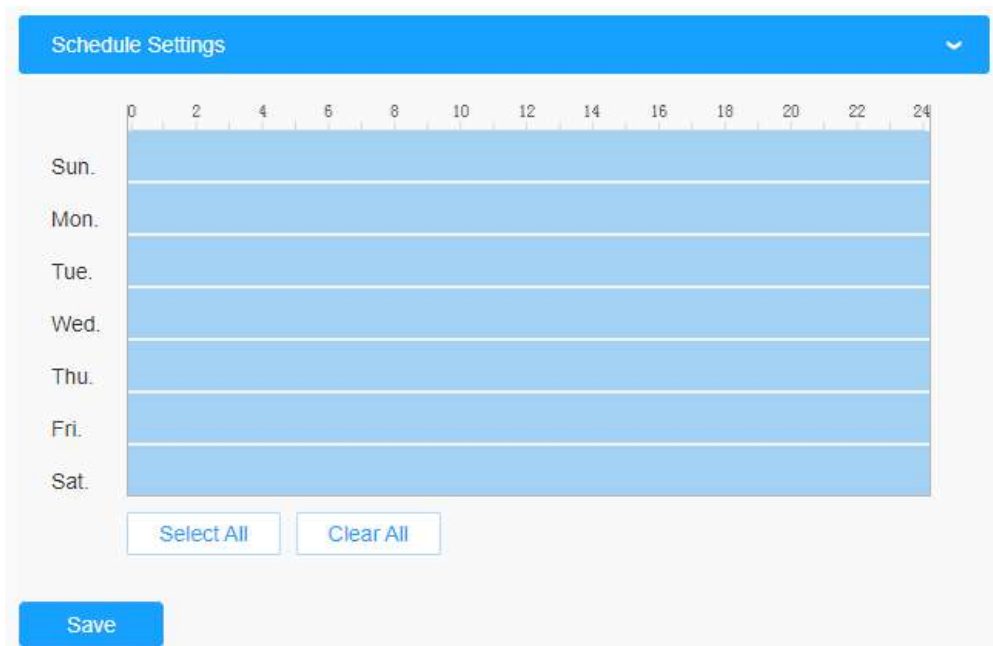 Schedule Settings
0 2 4 6 8 10 12 14 16 18 20 22 24
Sun.
Mon.
Tue.
Wed.
Thu.
Fri.
Sat.
Select All Clear All
Save